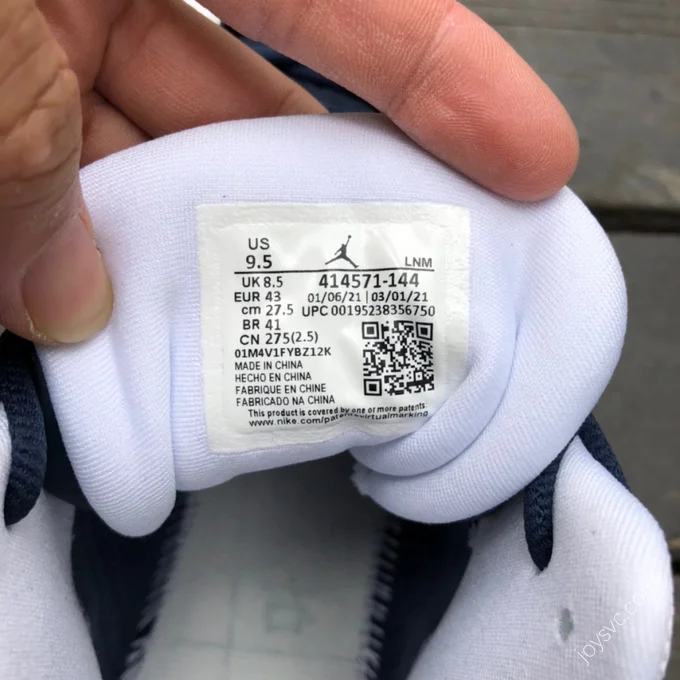 US
9.5
LNM
UK 8.5 414571-144
EUR 43 01/06/21 | 03/01/21
cm 27.5 UPC 00195238356750
BR 41
CN 275(2.5)
01M4V1FYBZ12K
MADE IN CHINA
HECHO EN CHINA
FABRIQUE EN CHINE
FABRICADO NA CHINA
This product is covered by one or more patents.
www.nike.com/patentvirtualmarking